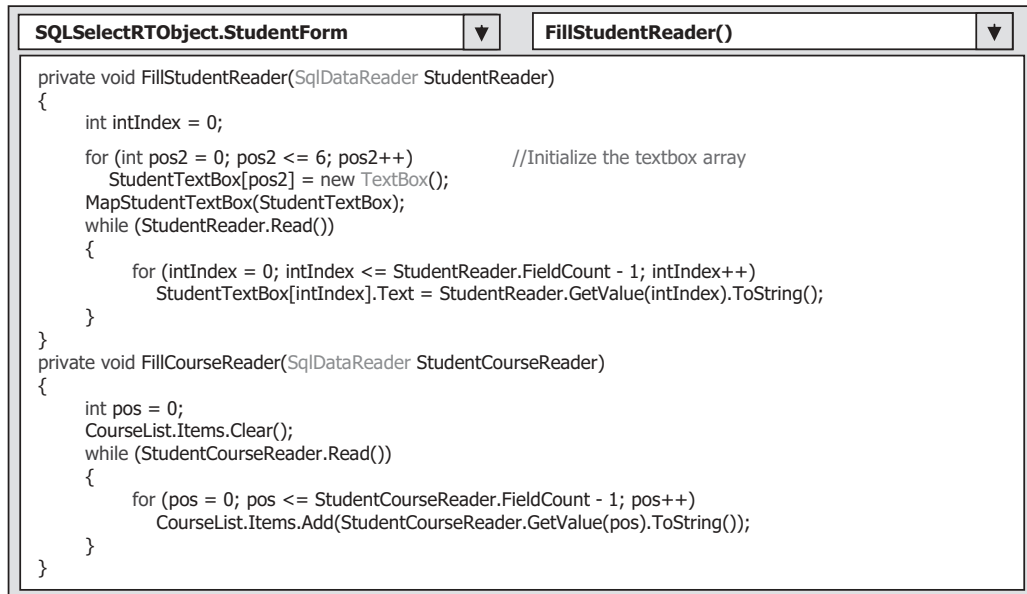 SQLSelectRTObject.StudentForm
FillStudentReader()
private void FillStudentReader(SqlDataReader StudentReader)
{
int intIndex = 0;
for (int pos2 = 0; pos2 <= 6; pos2++) //Initialize the textbox array
StudentTextBox[pos2] = new TextBox();
MapStudentTextBox(StudentTextBox);
while (StudentReader.Read())
{
for (intIndex = 0; intIndex <= StudentReader.FieldCount - 1; intIndex++)
StudentTextBox[intIndex].Text = StudentReader.GetValue(intIndex).ToString();
}
}
private void FillCourseReader(SqlDataReader StudentCourseReader)
{
int pos = 0;
CourseList.Items.Clear();
while (StudentCourseReader.Read())
{
for (pos = 0; pos <= StudentCourseReader.FieldCount - 1; pos++)
CourseList.Items.Add(StudentCourseReader.GetValue(pos).ToString());
}
}